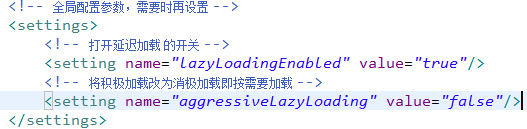 <!-- 全局配置参数，需要时再设置 -->
<settings>
<!-- 打开延迟加载 的开关 -->
<setting name="lazyLoadingEnabled" value="true"/>
<!-- 将积极加载改为消极加载即按需要加载 -->
<setting name="aggressiveLazyLoading" value="false"/>
</settings>